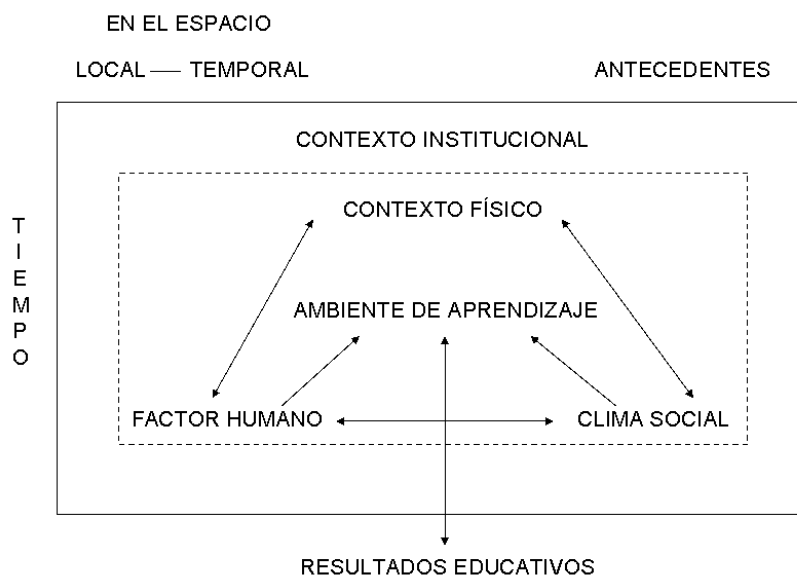 EN EL ESPACIO
LOCAL — TEMPORAL
ANTECEDENTES
CONTEXTO INSTITUCIONAL
CONTEXTO FÍSICO
TIEMPO
AMBIENTE DE APRENDIZAJE
FACTOR HUMANO
CLIMA SOCIAL
RESULTADOS EDUCATIVOS